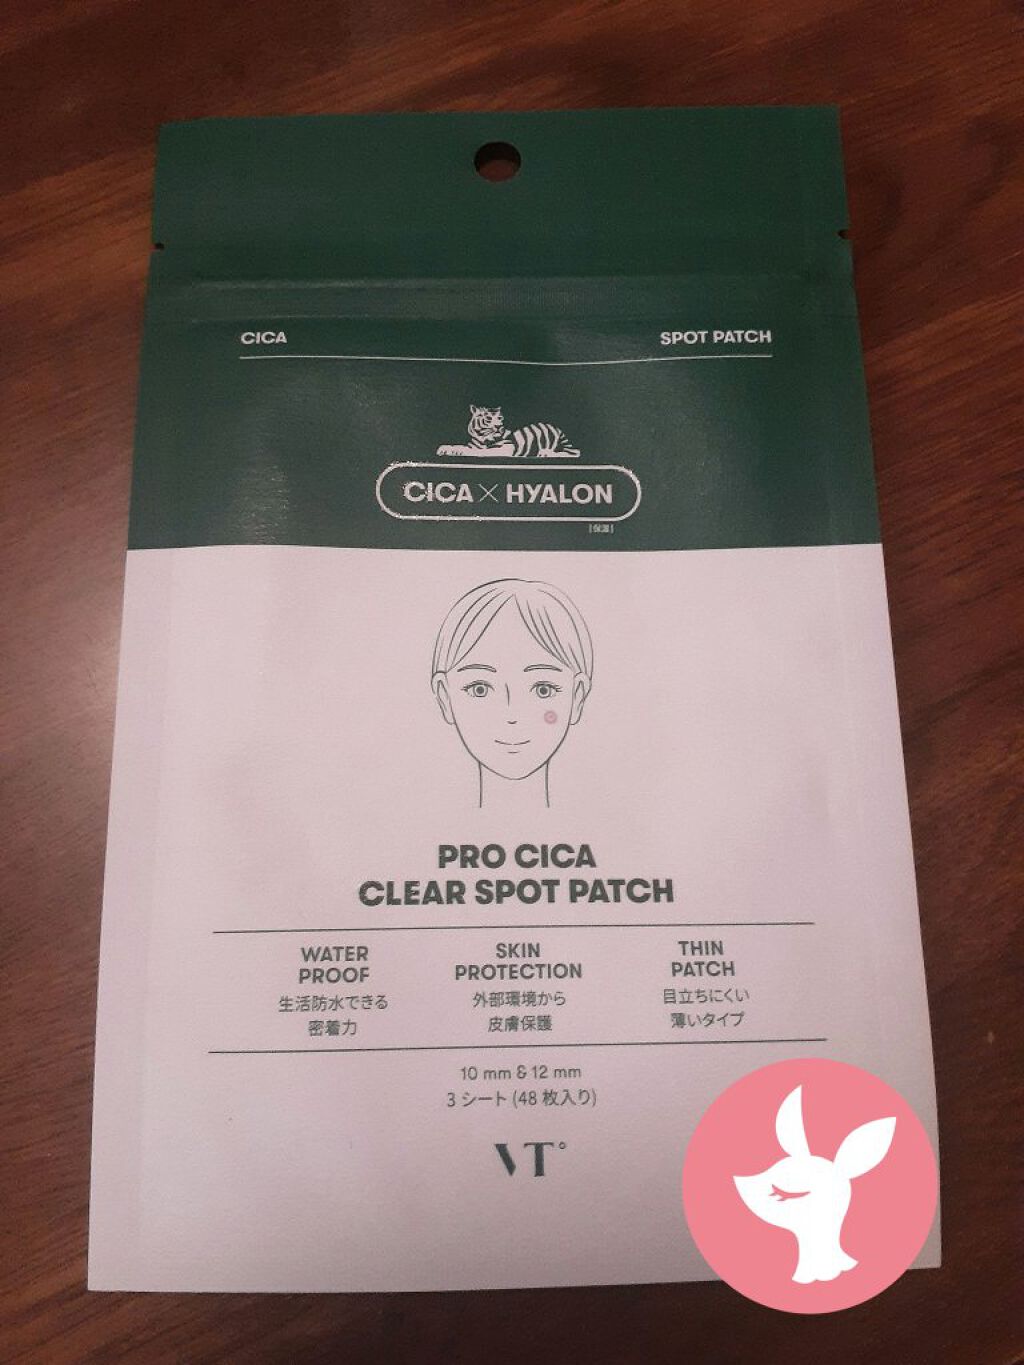 CICA
SPOT PATCH
CICA × HYALON
[保湿]
PRO CICA
CLEAR SPOT PATCH
WATER
PROOF
生活防水できる
密着力
SKIN
PROTECTION
外部環境から
皮膚保護
THIN
PATCH
目立ちにくい
薄いタイプ
10 mm & 12 mm
3 シート (48 枚入り)
VT°